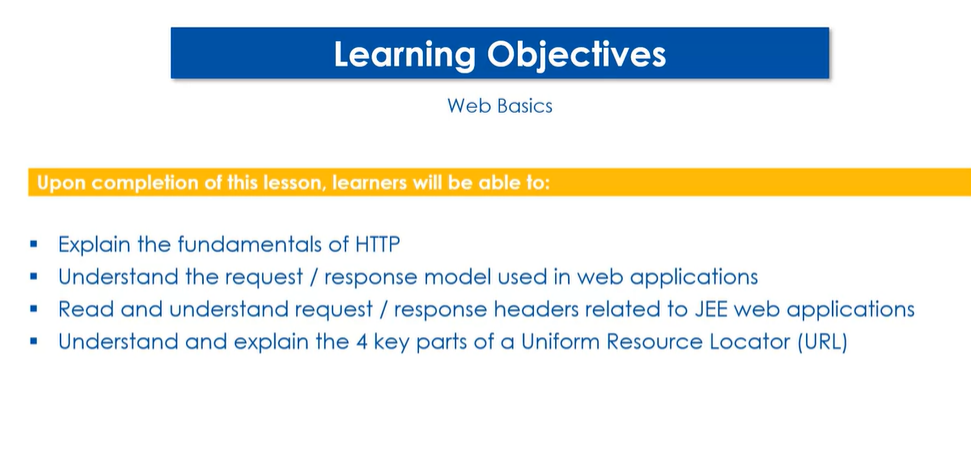 Learning Objectives
Web Basics
Upon completion of this lesson, learners will be able to:
▪ Explain the fundamentals of HTTP
▪ Understand the request / response model used in web applications
▪ Read and understand request / response headers related to JEE web applications
▪ Understand and explain the 4 key parts of a Uniform Resource Locator (URL)